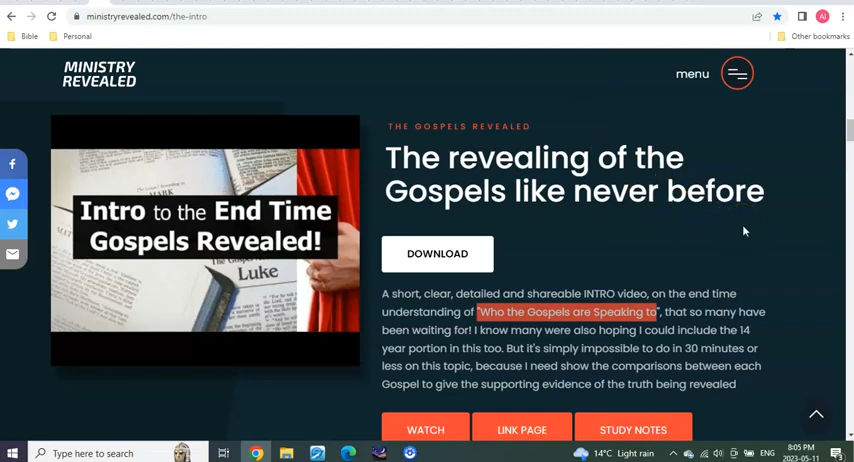 ministryrevealed.com/the-intro
AI
Bible
Personal
Other bookmarks
MINISTRY
REVEALED
menu
THE GOSPELS REVEALED
The revealing of the
Gospels like never before
MARK
Intro to the End Time
Gospels Revealed!
Luke
DOWNLOAD
A short, clear, detailed and shareable INTRO video, on the end time
understanding of "Who the Gospels are Speaking to", that so many have
been waiting for! I know many were also hoping I could include the 14
year portion in this too. But it's simply impossible to do in 30 minutes or
less on this topic, because I need show the comparisons between each
Gospel to give the supporting evidence of the truth being revealed
WATCH
LINK PAGE
STUDY NOTES
Type here to search
14°C Light rain
ENG
8:05 PM
2023-05-11
3